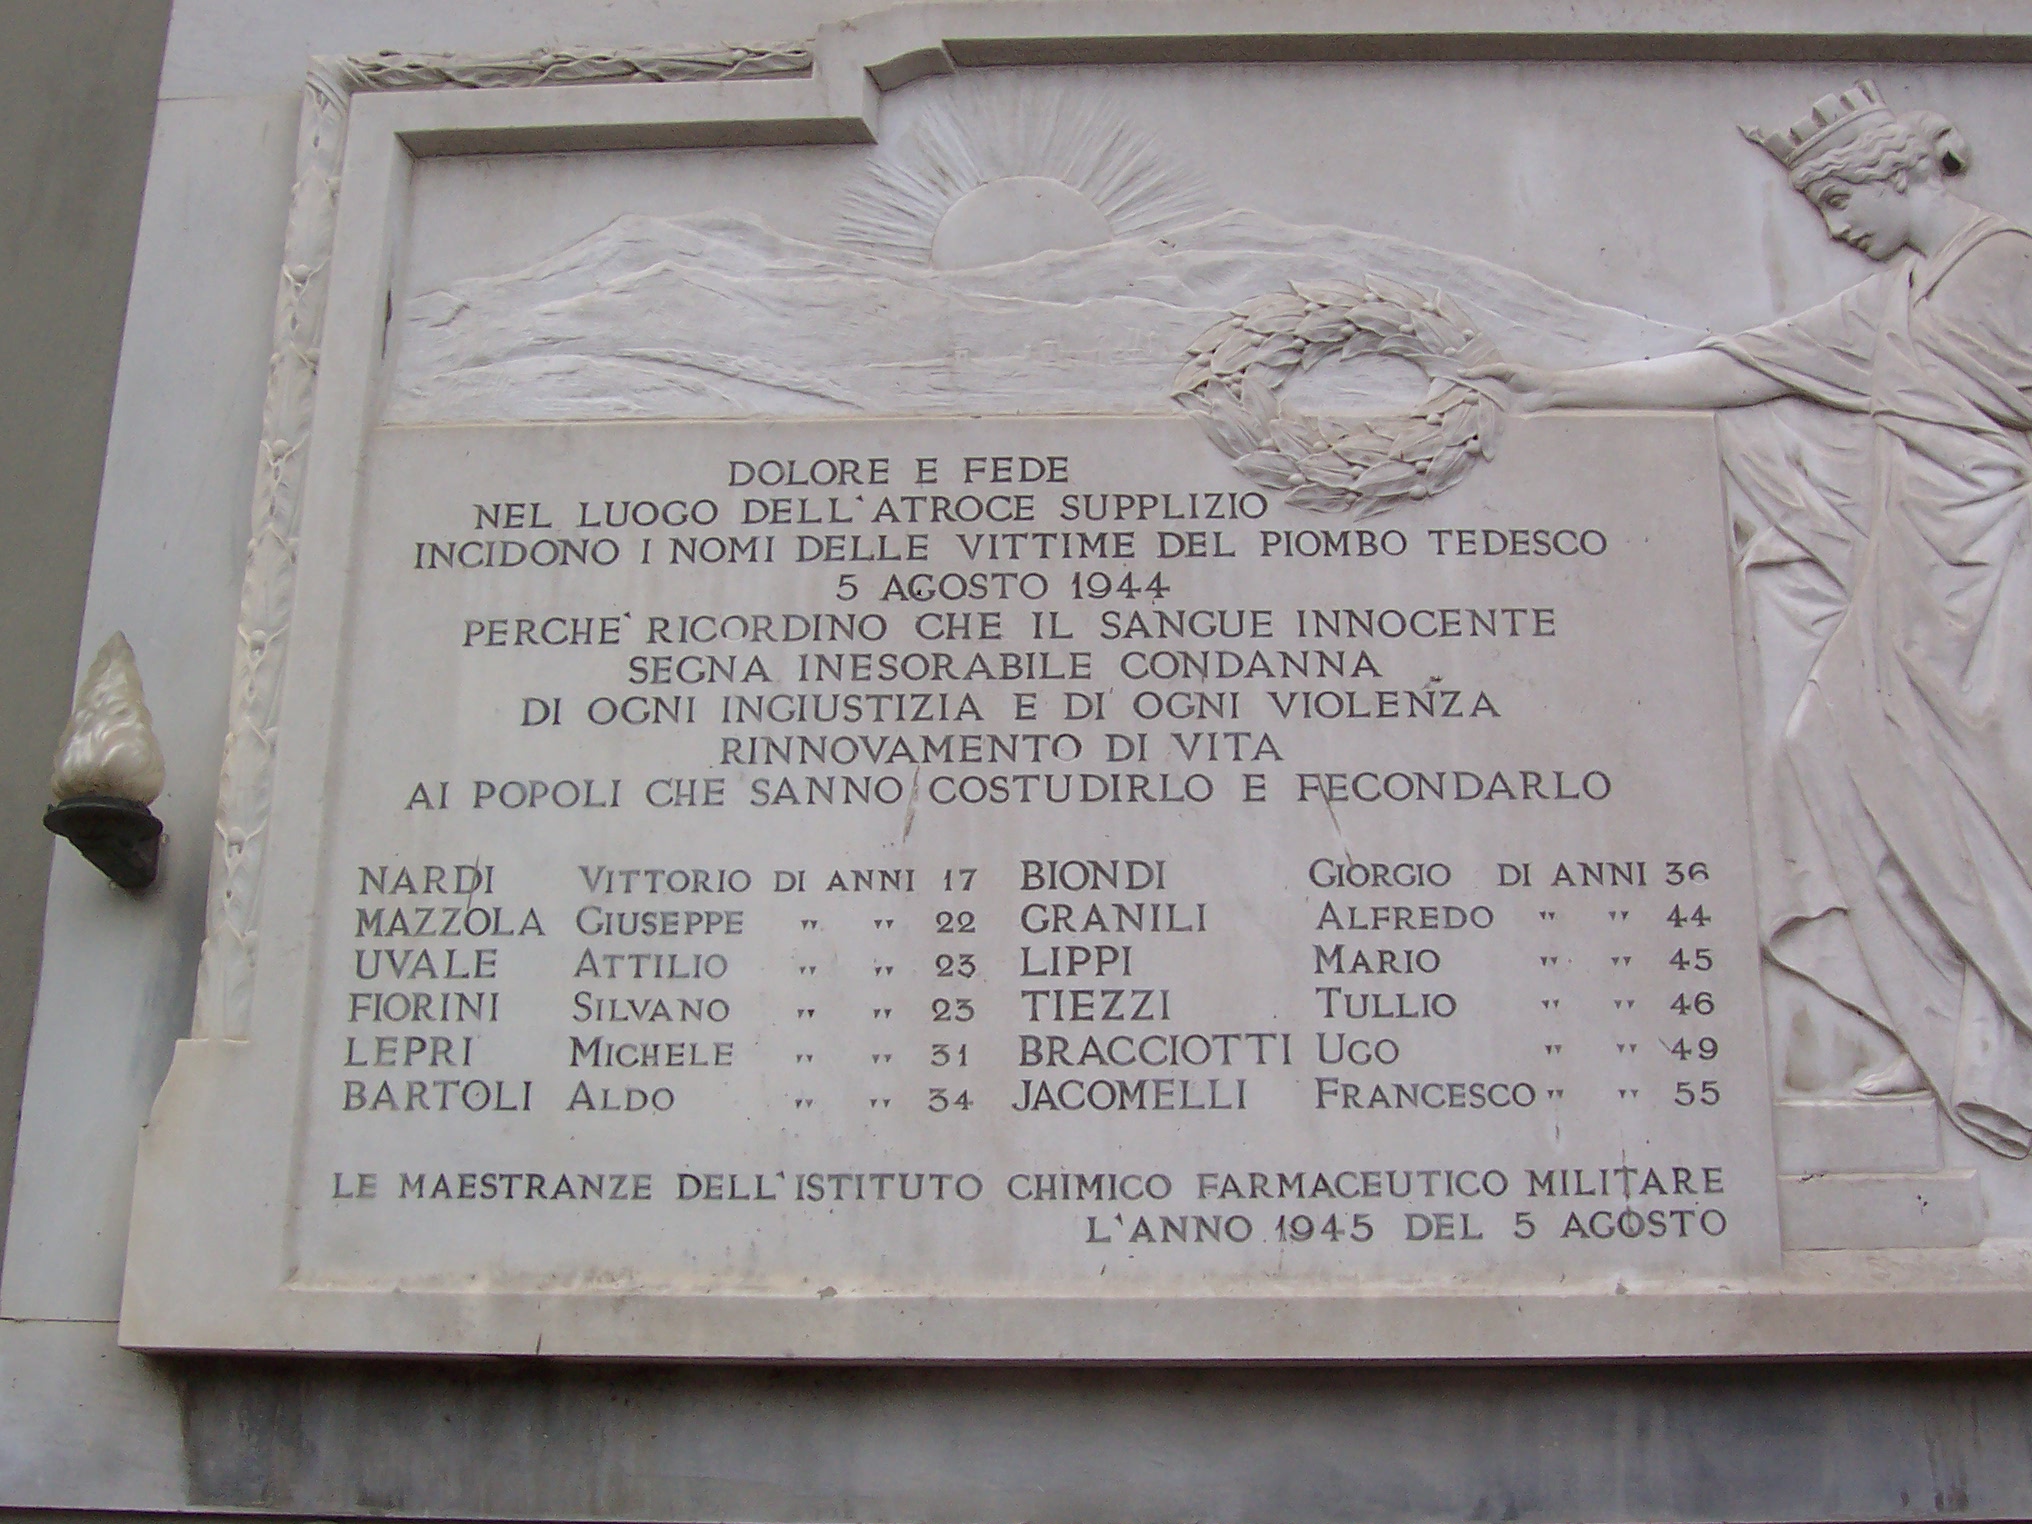 DOLORE E FEDE
NEL LUOGO DELL'ATROCE SUPPLIZIO
INCIDONO I NOMI DELLE VITTIME DEL PIOMBO TEDESCO
5 AGOSTO 1944
PERCHE' RICORDINO CHE IL SANGUE INNOCENTE
SEGNA INESORABILE CONDANNA
DI OGNI INGIUSTIZIA E DI OGNI VIOLENZA
RINNOVAMENTO DI VITA
AI POPOLI CHE SANNO COSTUDIRLO E FECONDARLO
NARDI VITTORIO DI ANNI 17 BIONDI GIORGIO DI ANNI 36
MAZZOLA GIUSEPPE " " 22 GRANILI ALFREDO " " 44
UVALE ATTILIO " " 23 LIPPI MARIO " " 45
FIORINI SILVANO " " 23 TIEZZI TULLIO " " 46
LEPRI MICHELE " " 31 BRACCIOTTI UGO " " 49
BARTOLI ALDO " " 34 JACOMELLI FRANCESCO " " 55
LE MAESTRANZE DELL'ISTITUTO CHIMICO FARMACEUTICO MILITARE
L'ANNO 1945 DEL 5 AGOSTO